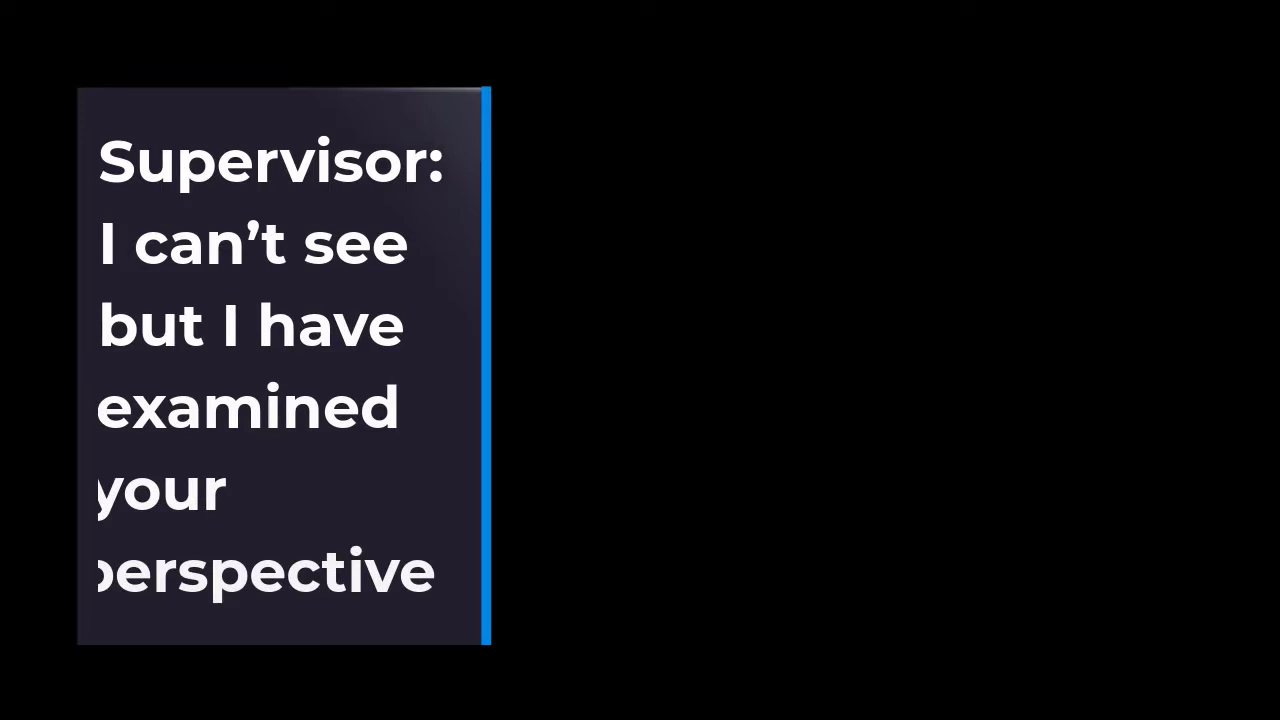 Supervisor:
I can’t see
but I have
examined
your
perspective